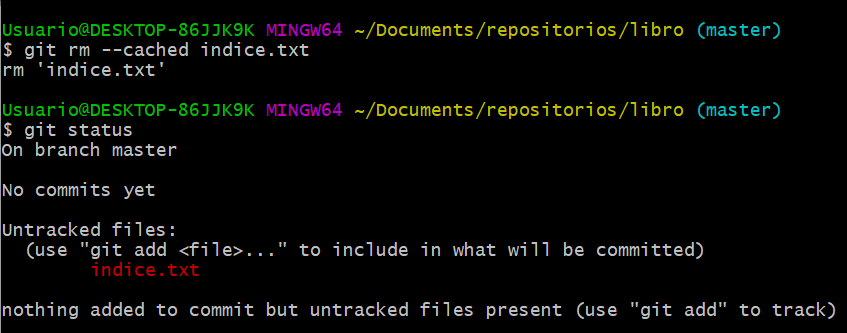 Usuario@DESKTOP-86JJK9K MINGW64 ~/Documents/repositorios/libro (master)
$ git rm --cached indice.txt
rm 'indice.txt'
Usuario@DESKTOP-86JJK9K MINGW64 ~/Documents/repositorios/libro (master)
$ git status
On branch master
No commits yet
Untracked files:
(use "git add <file>..." to include in what will be committed)
indice.txt
nothing added to commit but untracked files present (use "git add" to track)